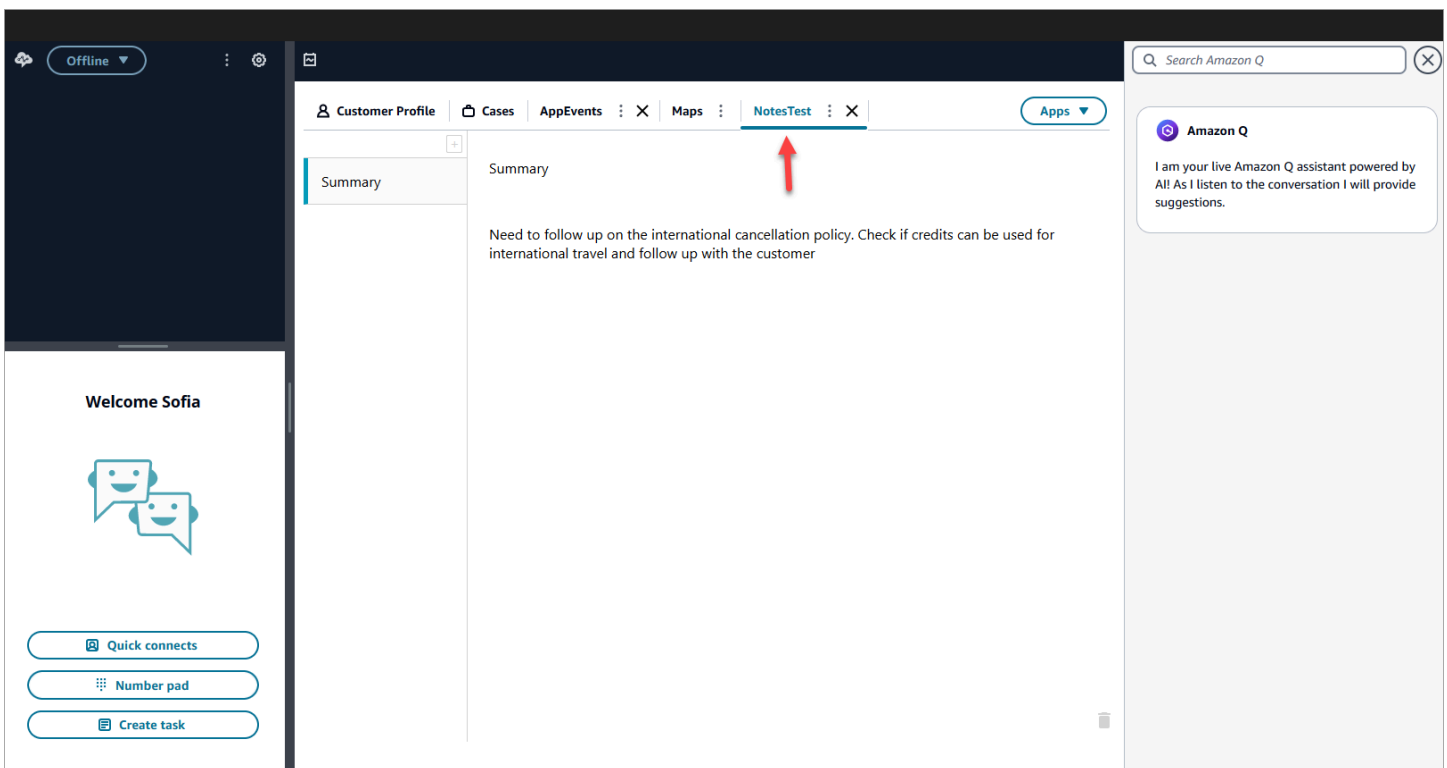 Offline
Search Amazon Q
Customer Profile
Cases
AppEvents
Maps
NotesTest
Apps
Amazon Q
I am your live Amazon Q assistant powered by
AI! As I listen to the conversation I will provide
suggestions.
Summary
Summary
Need to follow up on the international cancellation policy. Check if credits can be used for
international travel and follow up with the customer
Welcome Sofia
Quick connects
Number pad
Create task